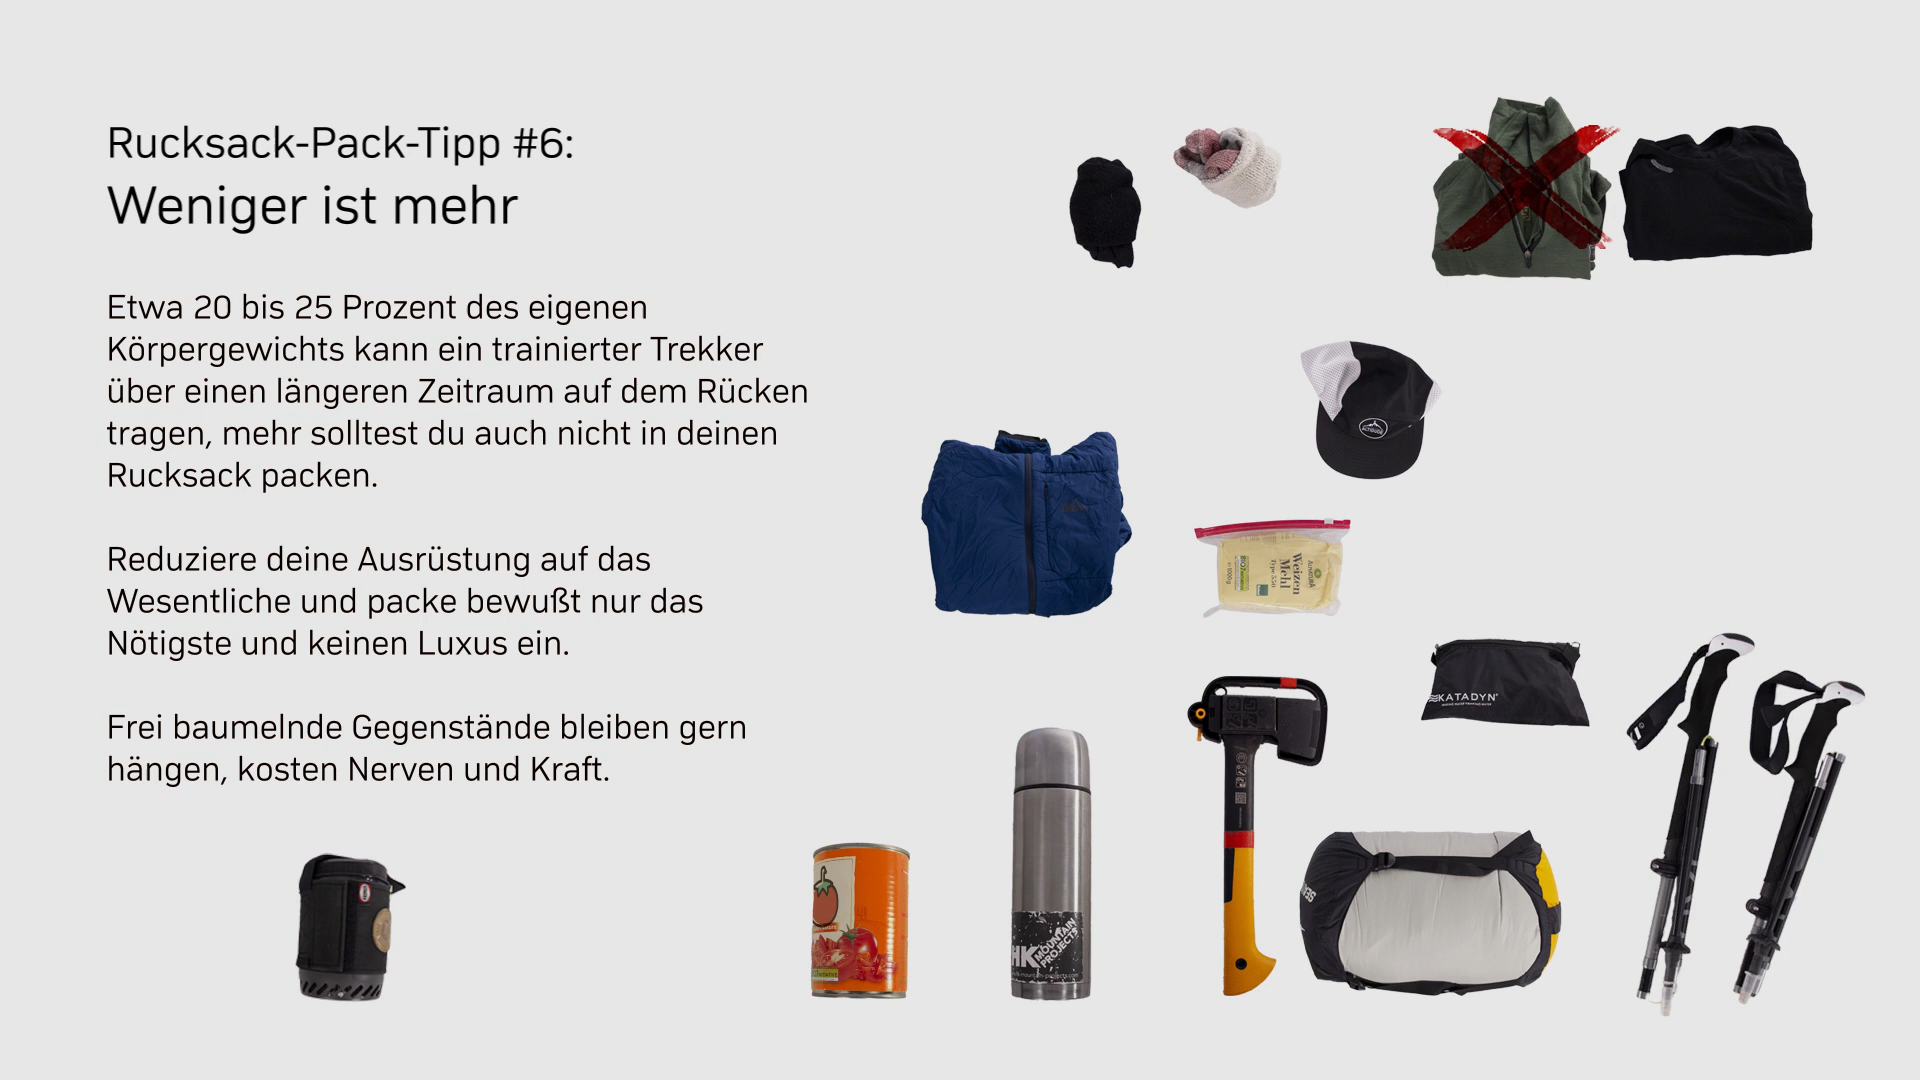 Rucksack-Pack-Tipp #6:
Weniger ist mehr
Etwa 20 bis 25 Prozent des eigenen
Körpergewichts kann ein trainierter Trekker
über einen längeren Zeitraum auf dem Rücken
tragen, mehr solltest du auch nicht in deinen
Rucksack packen.
Reduziere deine Ausrüstung auf das
Wesentliche und packe bewußt nur das
Nötigste und keinen Luxus ein.
Frei baumelnde Gegenstände bleiben gern
hängen, kosten Nerven und Kraft.
Weizen
Mehl
Type 550
KATADYN
HK
MOUNTAIN
PROJECTS